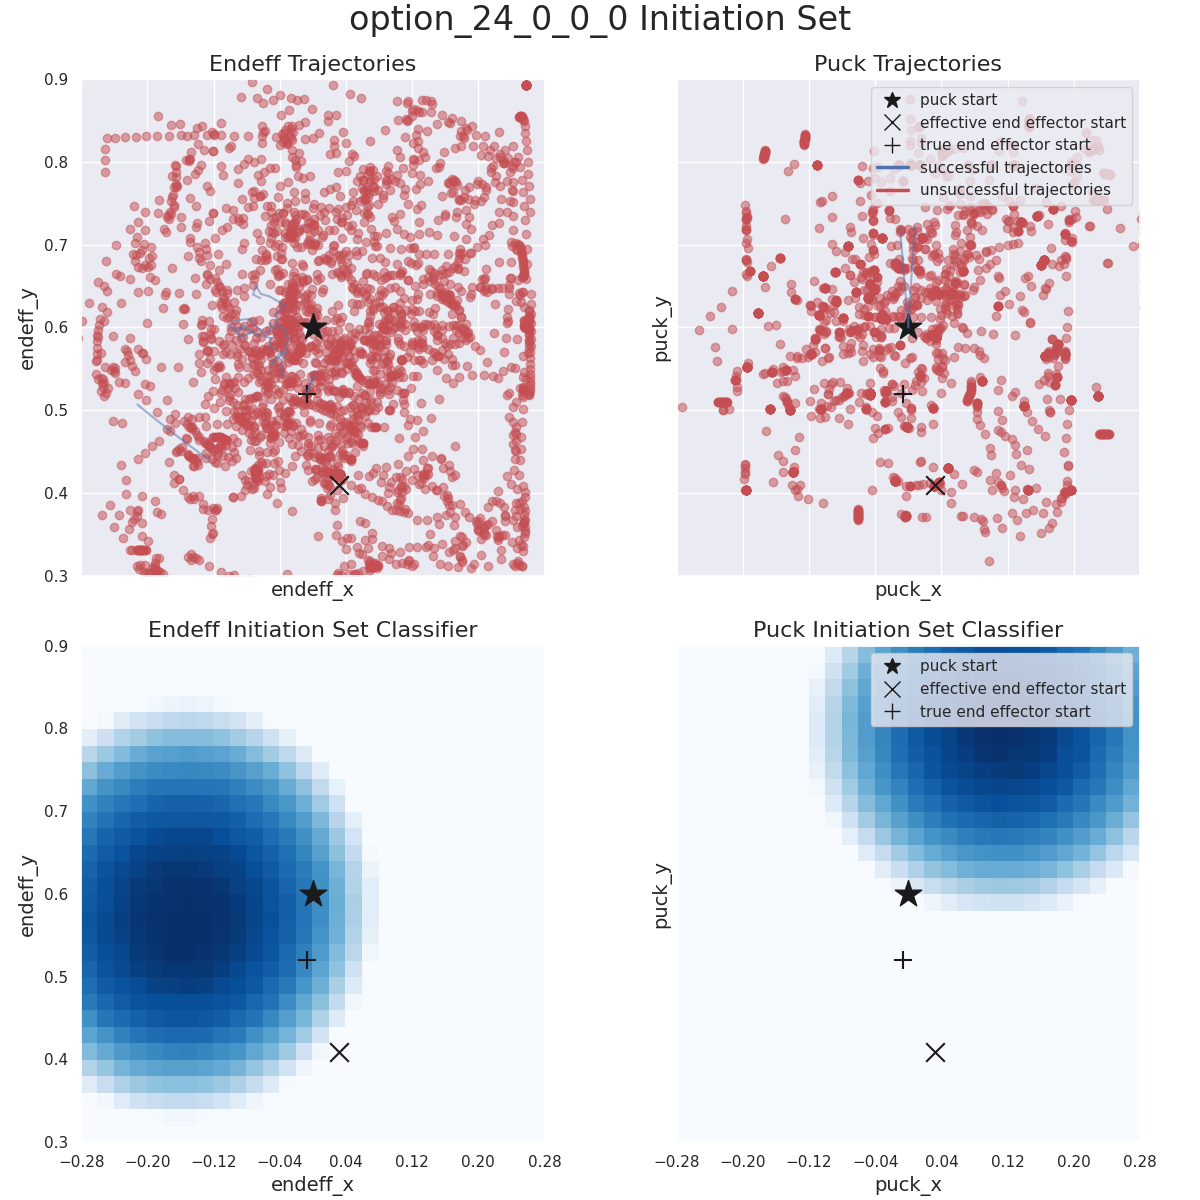 option_24_0_0_0 Initiation Set
Endeff Trajectories
Puck Trajectories
0.9
0.8
0.7
0.6
0.5
0.4
0.3
endeff_y
endeff_x
puck_y
puck_x
puck start
effective end effector start
true end effector start
successful trajectories
unsuccessful trajectories
Endeff Initiation Set Classifier
Puck Initiation Set Classifier
0.9
0.8
0.7
0.6
0.5
0.4
0.3
endeff_y
−0.28 −0.20 −0.12 −0.04 0.04 0.12 0.20 0.28
endeff_x
puck_y
puck start
effective end effector start
true end effector start
−0.28 −0.20 −0.12 −0.04 0.04 0.12 0.20 0.28
puck_x